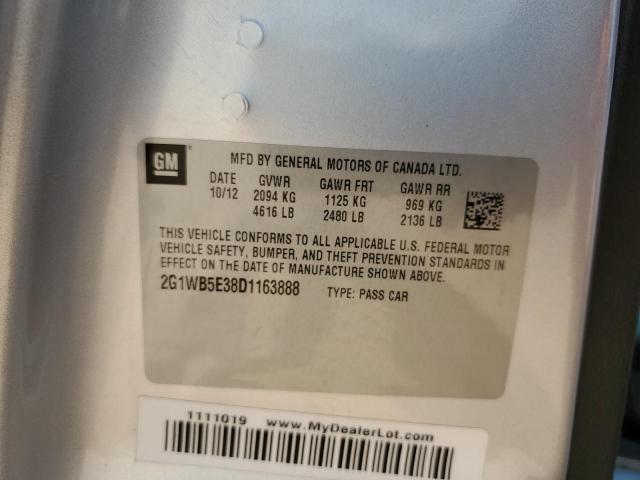 GM
MFD BY GENERAL MOTORS OF CANADA LTD.
DATE GVWR GAWR FRT GAWR RR
10/12 2094 KG 1125 KG 969 KG
4616 LB 2480 LB 2136 LB
THIS VEHICLE CONFORMS TO ALL APPLICABLE U.S. FEDERAL MOTOR
VEHICLE SAFETY, BUMPER, AND THEFT PREVENTION STANDARDS IN
EFFECT ON THE DATE OF MANUFACTURE SHOWN ABOVE.
2G1WB5E38D1163888 TYPE: PASS CAR
1111019 www.MyDealerLot.com